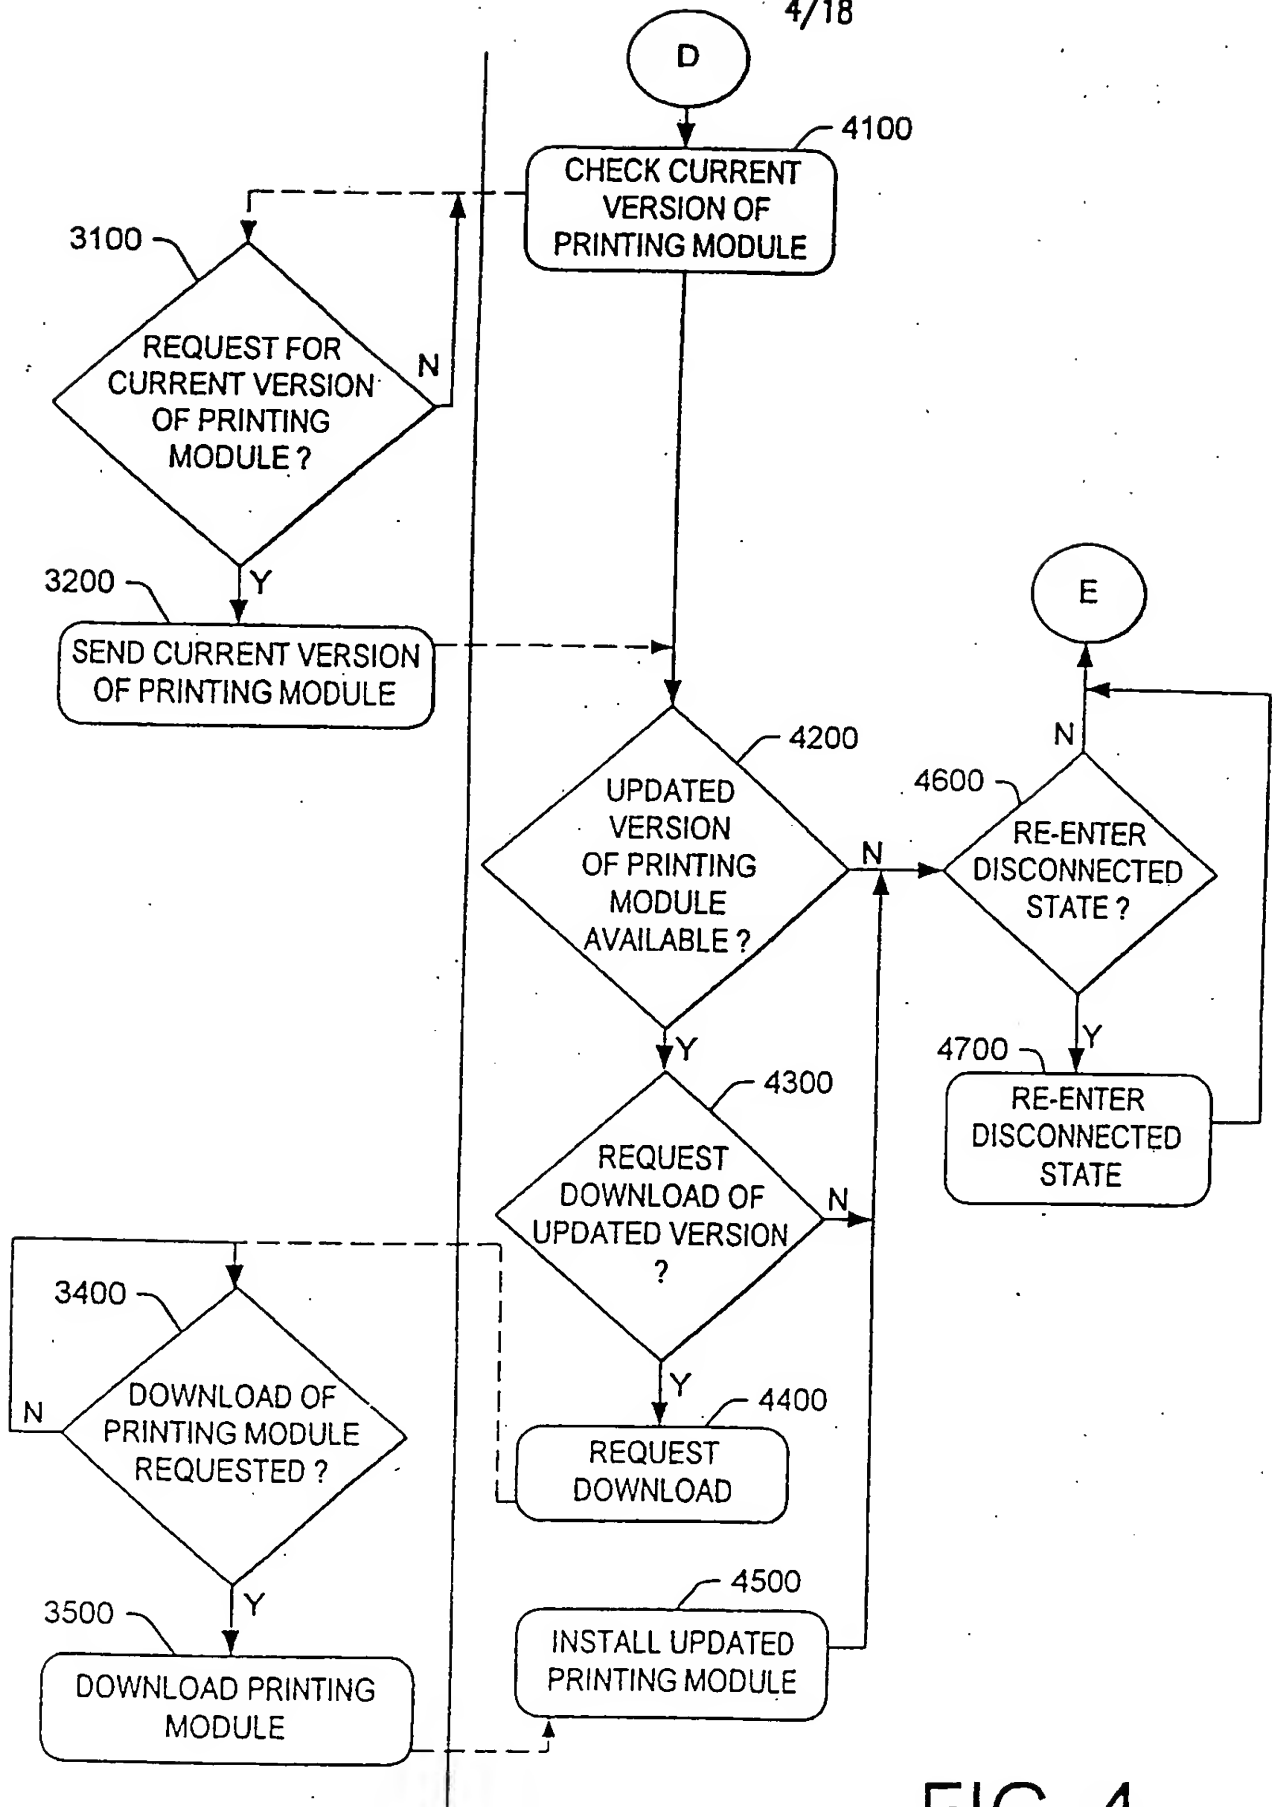 4/18
D
4100
CHECK CURRENT
VERSION OF
PRINTING MODULE
3100
REQUEST FOR
CURRENT VERSION
OF PRINTING
MODULE ?
N
Y
3200
SEND CURRENT VERSION
OF PRINTING MODULE
E
N
4200
UPDATED
VERSION
OF PRINTING
MODULE
AVAILABLE ?
N
Y
4600
RE-ENTER
DISCONNECTED
STATE ?
Y
4700
RE-ENTER
DISCONNECTED
STATE
4300
REQUEST
DOWNLOAD OF
UPDATED VERSION
?
N
Y
3400
DOWNLOAD OF
PRINTING MODULE
REQUESTED ?
N
Y
4400
REQUEST
DOWNLOAD
4500
INSTALL UPDATED
PRINTING MODULE
3500
DOWNLOAD PRINTING
MODULE
FIG. 4